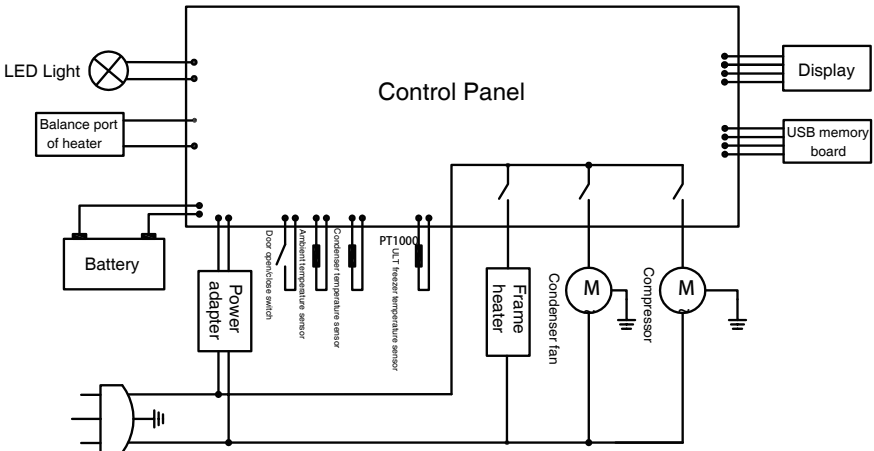 LED Light
Control Panel
Display
Balance port
of heater
USB memory
board
Battery
Power
adapter
Door open/close switch
Ambient temperature sensor
Condenser temperature sensor
PT1000
ULT freezer temperature sensor
Frame
heater
Condenser fan
M
~
Compressor
M
~